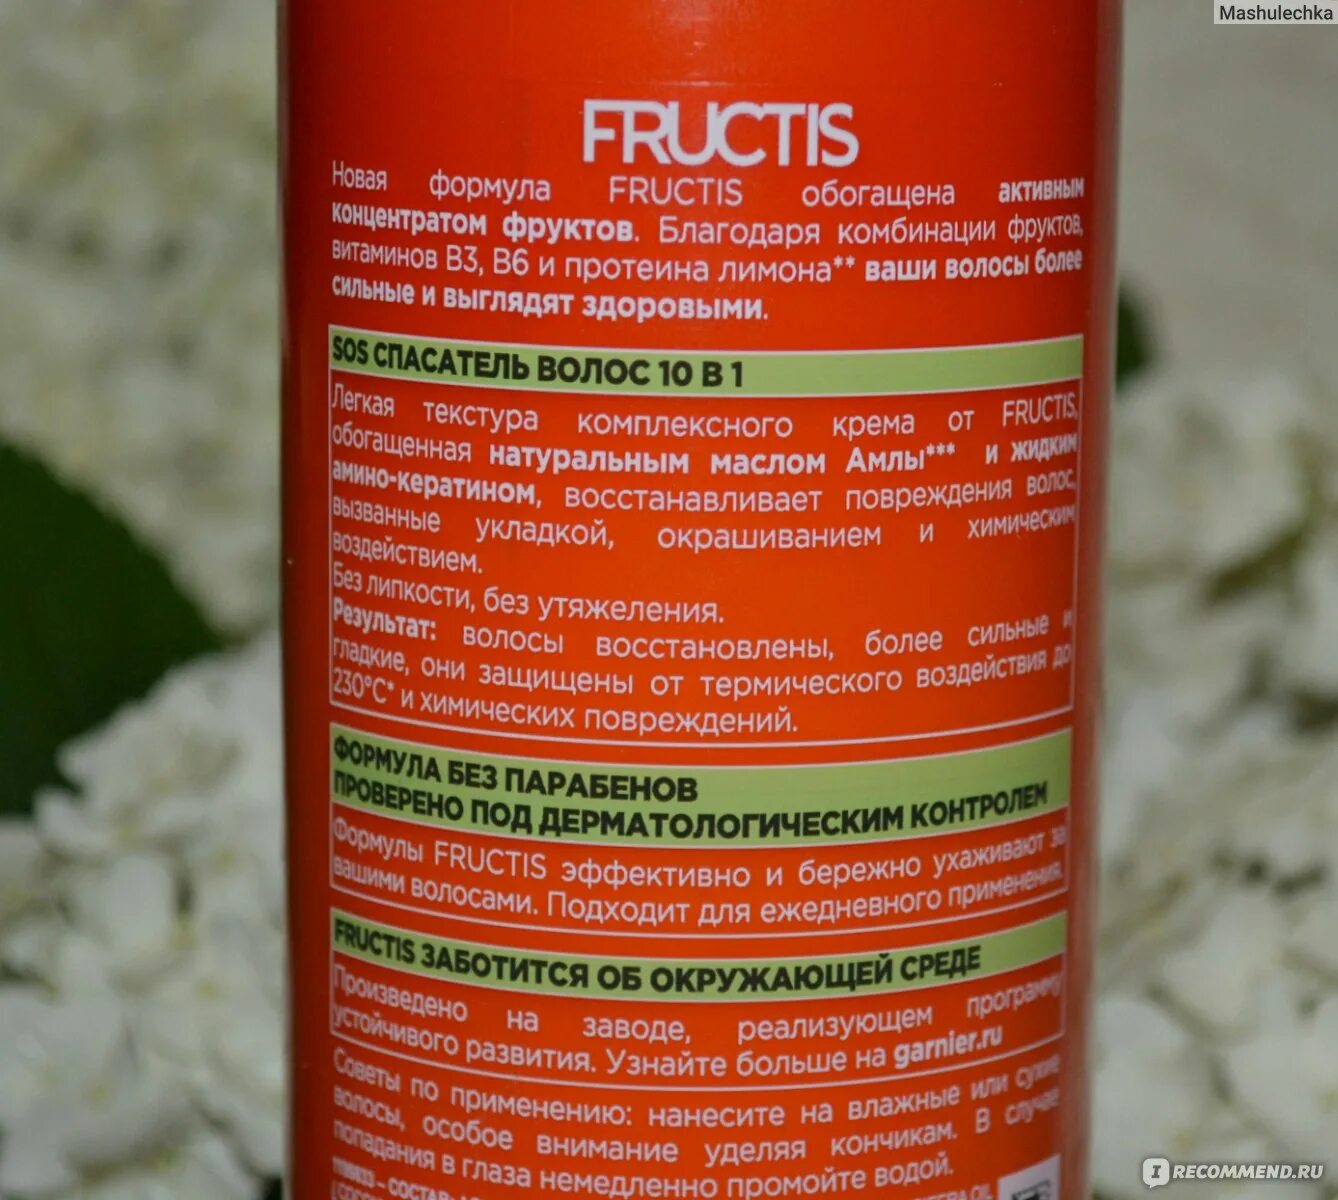 Mashulechka
FRUCTIS
Новая формула FRUCTIS обогащена активным
концентратом фруктов. Благодаря комбинации фруктов,
витаминов В3, В6 и протеина лимона** ваши волосы более
сильные и выглядят здоровыми.
SOS СПАСАТЕЛЬ ВОЛОС 10 В 1
Легкая текстура комплексного крема от FRUCTIS,
обогащенная натуральным маслом Амлы*** и жидким
амино-кератином, восстанавливает повреждения волос,
вызванные укладкой, окрашиванием и химическим
воздействием.
Без липкости, без утяжеления.
Результат: волосы восстановлены, более сильные и
гладкие, они защищены от термического воздействия до
230°C* и химических повреждений.
ФОРМУЛА БЕЗ ПАРАБЕНОВ
ПРОВЕРЕНО ПОД ДЕРМАТОЛОГИЧЕСКИМ КОНТРОЛЕМ
Формулы FRUCTIS эффективно и бережно ухаживают за
вашими волосами. Подходит для ежедневного применения.
FRUCTIS ЗАБОТИТСЯ ОБ ОКРУЖАЮЩЕЙ СРЕДЕ
Произведено на заводе, реализующем программу
устойчивого развития. Узнайте больше на garnier.ru
Советы по применению: нанесите на влажные или сухие
волосы, особое внимание уделяя кончикам. В случае
попадания в глаза немедленно промойте водой.
IRECOMMEND.RU